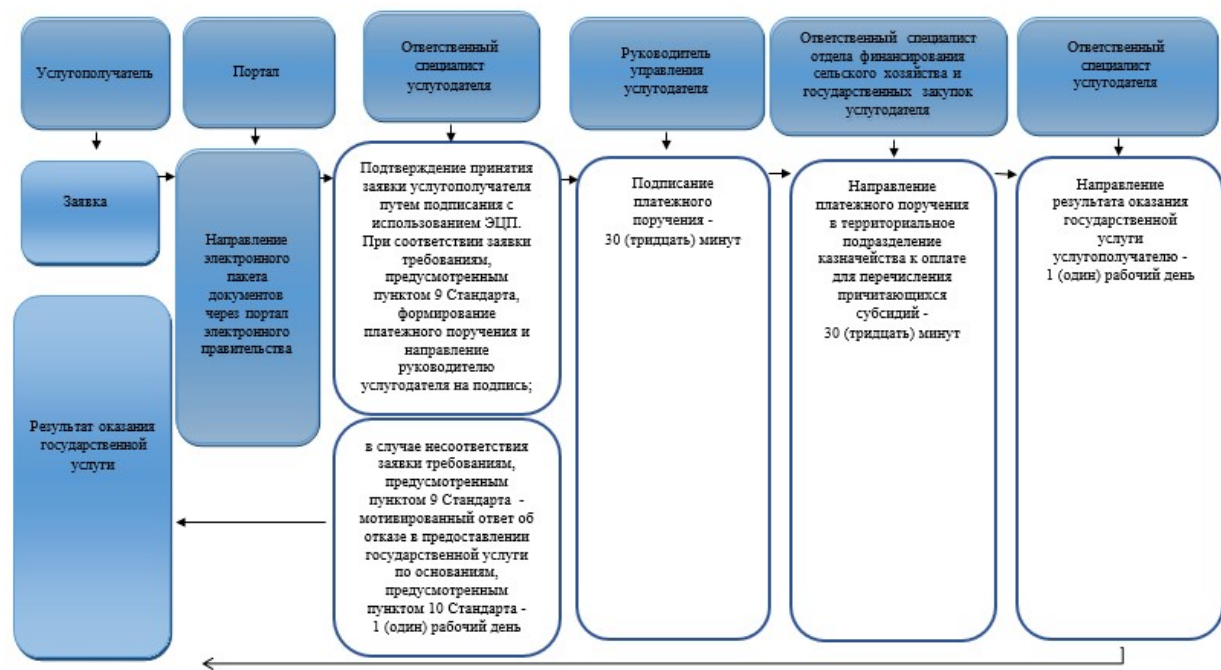 Услугополучатель
Портал
Ответственный
специалист
услугодателя
Руководитель
управления
услугодателя
Ответственный специалист
отдела финансирования
сельского хозяйства и
государственных закупок
услугодателя
Ответственный
специалист
услугодателя
Заявка
Направление
электронного
пакета
документов
через портал
электронного
правительства
Подтверждение принятия
заявки услугополучателя
путем подписания с
использованием ЭЦП.
При соответствии заявки
требованиям,
предусмотренным
пунктом 9 Стандарта,
формирование
платежного поручения и
направление
руководителю
услугодателя на подпись;
Подписание
платежного
поручения -
30 (тридцать) минут
Направление
платежного поручения
в территориальное
подразделение
казначейства к оплате
для перечисления
причитающихся
субсидий -
30 (тридцать) минут
Направление
результата оказания
государственной
услуги
услугополучателю -
1 (один) рабочий день
Результат оказания
государственной
услуги
в случае несоответствия
заявки требованиям,
предусмотренным
пунктом 9 Стандарта -
мотивированный ответ об
отказе в предоставлении
государственной услуги
по основаниям,
предусмотренным
пунктом 10 Стандарта -
1 (один) рабочий день